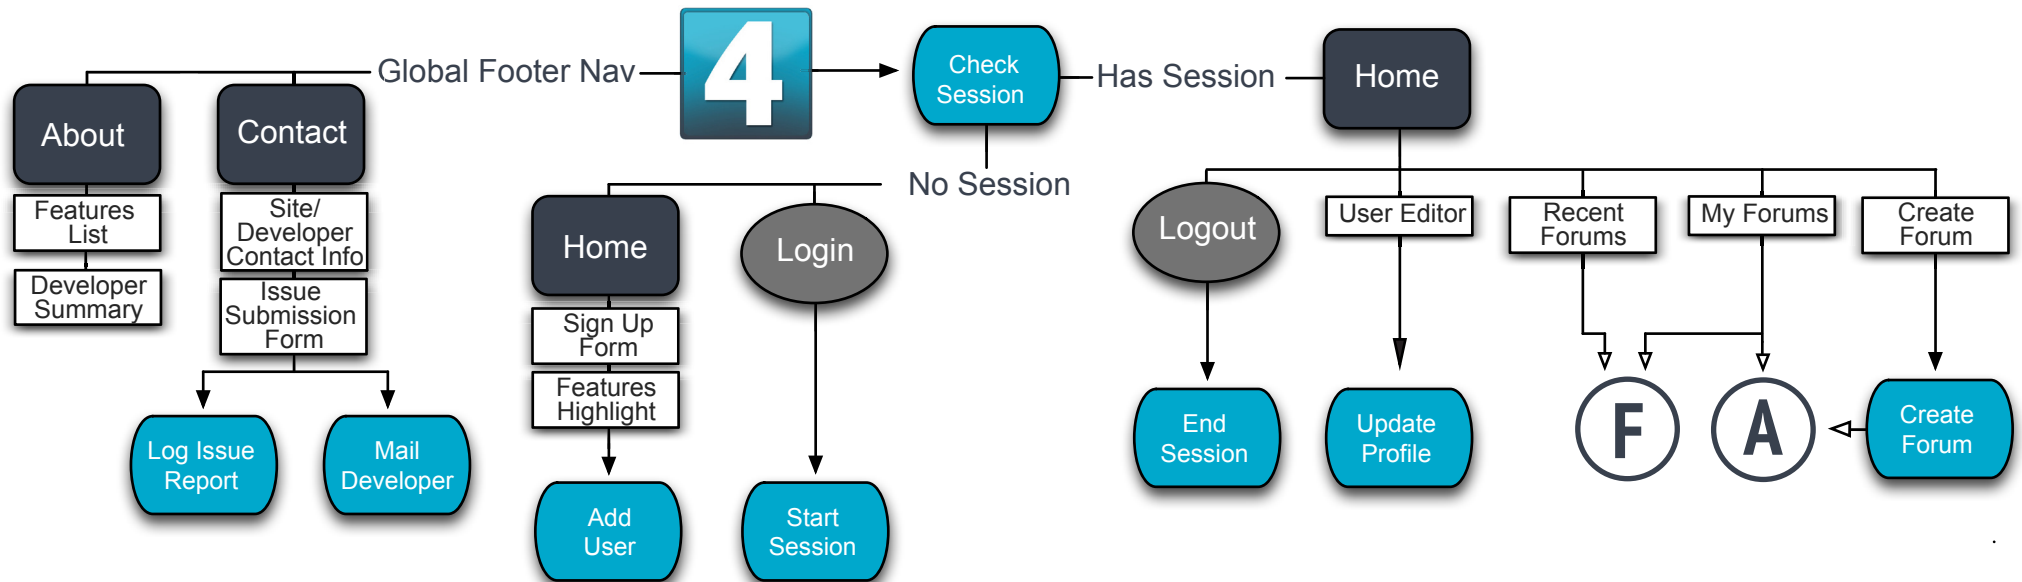 Global Footer Nav
4
Check
Session
Has Session
Home
About
Contact
Features
List
Developer
Summary
Site/
Developer
Contact Info
Issue
Submission
Form
Log Issue
Report
Mail
Developer
No Session
Home
Login
Sign Up
Form
Features
Highlight
Add
User
Start
Session
Logout
User Editor
Recent
Forums
My Forums
Create
Forum
End
Session
Update
Profile
F
A
Create
Forum